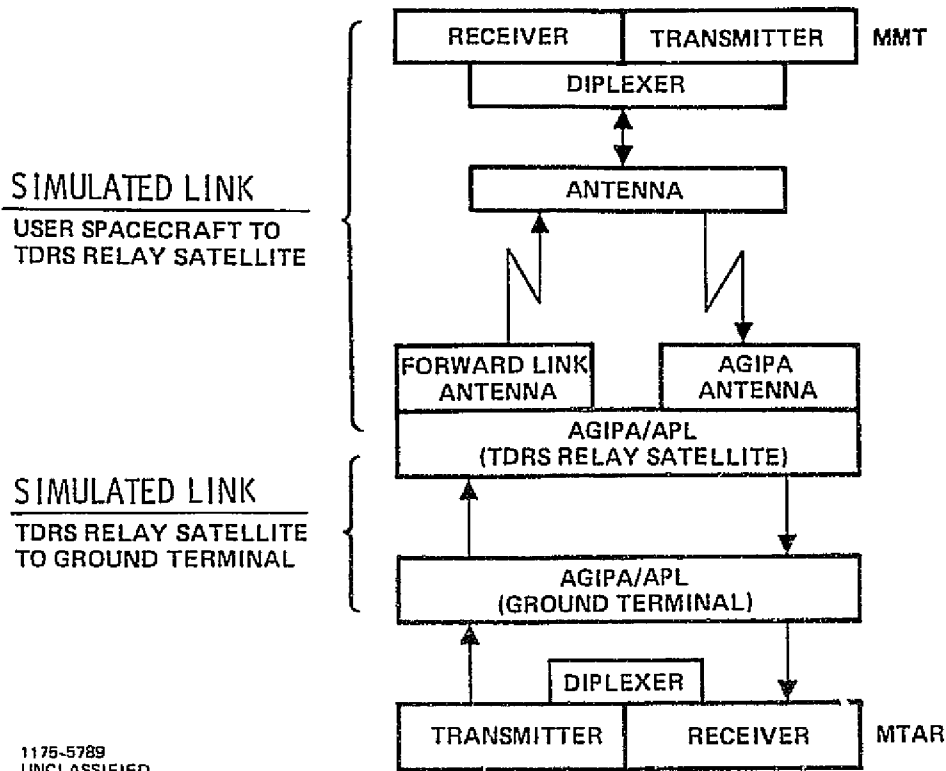 RECEIVER TRANSMITTER MMT
DIPLEXER
ANTENNA
SIMULATED LINK
USER SPACECRAFT TO
TDRS RELAY SATELLITE
FORWARD LINK
ANTENNA
AGIPA
ANTENNA
AGIPA/APL
(TDRS RELAY SATELLITE)
SIMULATED LINK
TDRS RELAY SATELLITE
TO GROUND TERMINAL
AGIPA/APL
(GROUND TERMINAL)
DIPLEXER
TRANSMITTER RECEIVER MTAR
1175-5789
UNCLASSIFIED